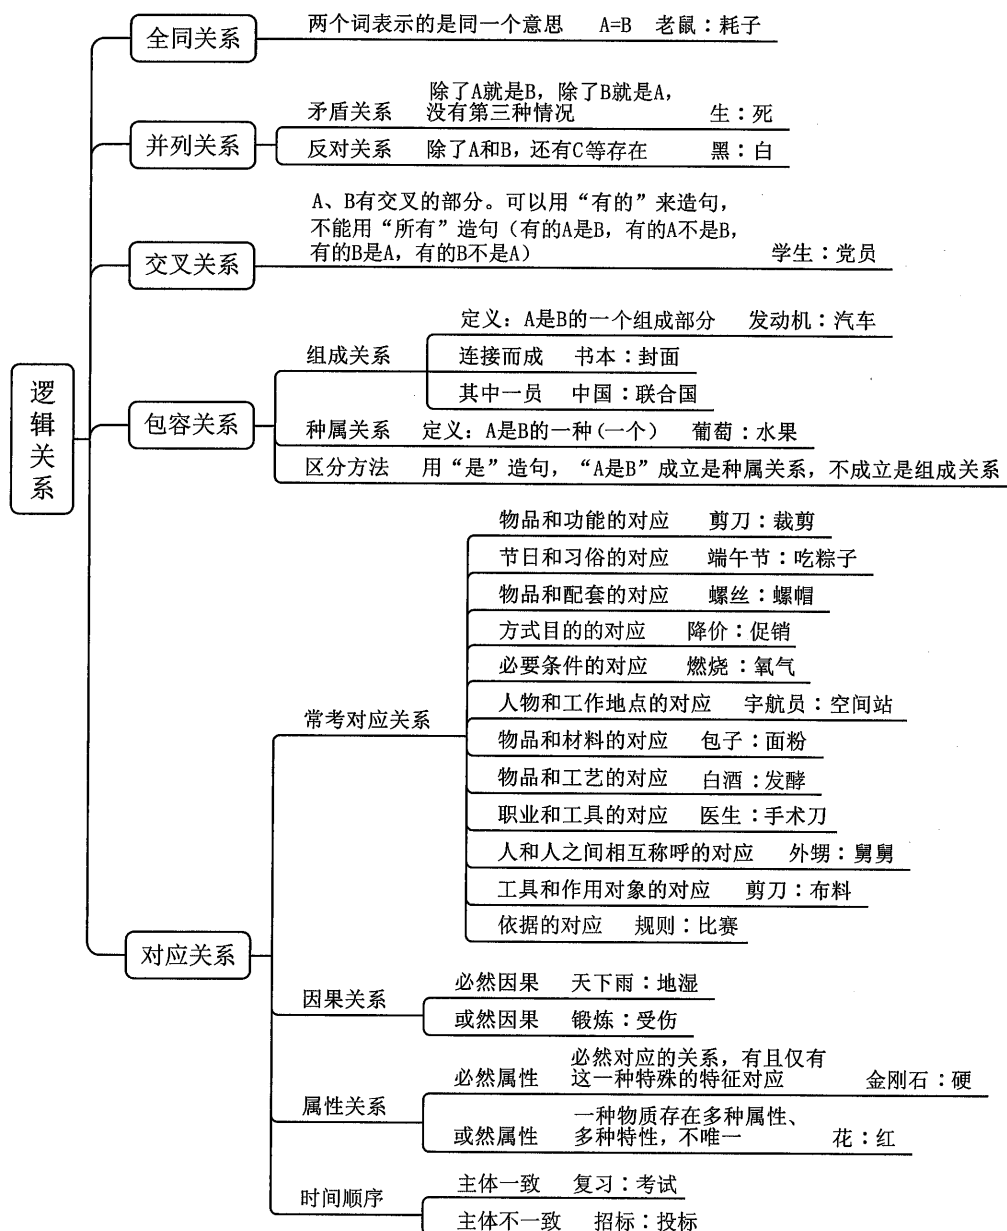 逻辑关系
全同关系
两个词表示的是同一个意思 A=B 老鼠：耗子
并列关系
矛盾关系
除了A就是B，除了B就是A，
没有第三种情况 生：死
反对关系 除了A和B，还有C等存在 黑：白
交叉关系
A、B有交叉的部分。可以用“有的”来造句，
不能用“所有”造句（有的A是B，有的A不是B，
有的B是A，有的B不是A） 学生：党员
包容关系
组成关系
定义：A是B的一个组成部分 发动机：汽车
连接而成 书本：封面
其中一员 中国：联合国
种属关系 定义：A是B的一种(一个) 葡萄：水果
区分方法 用“是”造句，“A是B”成立是种属关系，不成立是组成关系
对应关系
常考对应关系
物品和功能的对应 剪刀：裁剪
节日和习俗的对应 端午节：吃粽子
物品和配套的对应 螺丝：螺帽
方式目的的对应 降价：促销
必要条件的对应 燃烧：氧气
人物和工作地点的对应 宇航员：空间站
物品和材料的对应 包子：面粉
物品和工艺的对应 白酒：发酵
职业和工具的对应 医生：手术刀
人和人之间相互称呼的对应 外甥：舅舅
工具和作用对象的对应 剪刀：布料
依据的对应 规则：比赛
因果关系
必然因果 天下雨：地湿
或然因果 锻炼：受伤
属性关系
必然属性
必然对应的关系，有且仅有
这一种特殊的特征对应 金刚石：硬
或然属性
一种物质存在多种属性、
多种特性，不唯一 花：红
时间顺序
主体一致 复习：考试
主体不一致 招标：投标